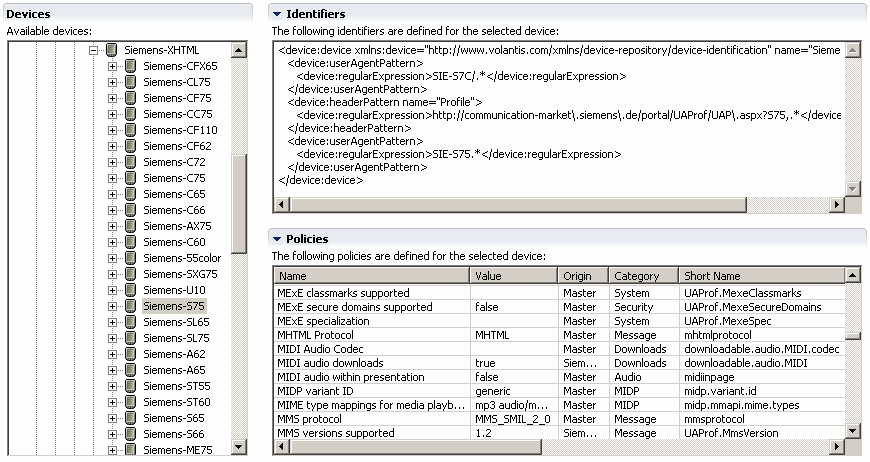 Devices
Available devices:
Siemens-XHTML
Siemens-CFX65
Siemens-CL75
Siemens-CF75
Siemens-CC75
Siemens-CF110
Siemens-CF62
Siemens-C72
Siemens-C75
Siemens-C65
Siemens-C66
Siemens-AX75
Siemens-C60
Siemens-55color
Siemens-SXG75
Siemens-U10
Siemens-S75
Siemens-SL65
Siemens-SL75
Siemens-A62
Siemens-A65
Siemens-ST55
Siemens-ST60
Siemens-S65
Siemens-S66
Siemens-ME75
Identifiers
The following identifiers are defined for the selected device:
<device:device xmlns:device="http://www.volantis.com/xmlns/device-repository/device-identification" name="Sieme
<device:userAgentPattern>
<device:regularExpression>SIE-S7C/.*</device:regularExpression>
</device:userAgentPattern>
<device:headerPattern name="Profile">
<device:regularExpression>http://communication-market\.siemens\.de/portal/UAProf/UAP\.aspx?S75,.*</device
</device:headerPattern>
<device:userAgentPattern>
<device:regularExpression>SIE-S75.*</device:regularExpression>
</device:userAgentPattern>
</device:device>
Policies
The following policies are defined for the selected device:
Name Value Origin Category Short Name
MExE classmarks supported Master System UAProf.MexeClassmarks
MExE secure domains supported false Master Security UAProf.MexeSecureDomains
MExE specialization Master System UAProf.MexeSpec
MHTML Protocol MHTML Master Message mhtmlprotocol
MIDI Audio Codec Master Downloads downloadable.audio.MIDI.codec
MIDI audio downloads true Siem... Downloads downloadable.audio.MIDI
MIDI audio within presentation false Master Audio midiinpage
MIDP variant ID generic Master MIDP midp.variant.id
MIME type mappings for media playb... mp3 audio/m... Master MIDP midp.mmapi.mime.types
MMS protocol MMS_SMIL_2_0 Master Message mmsprotocol
MMS versions supported 1.2 Siem... Message UAProf.MmsVersion